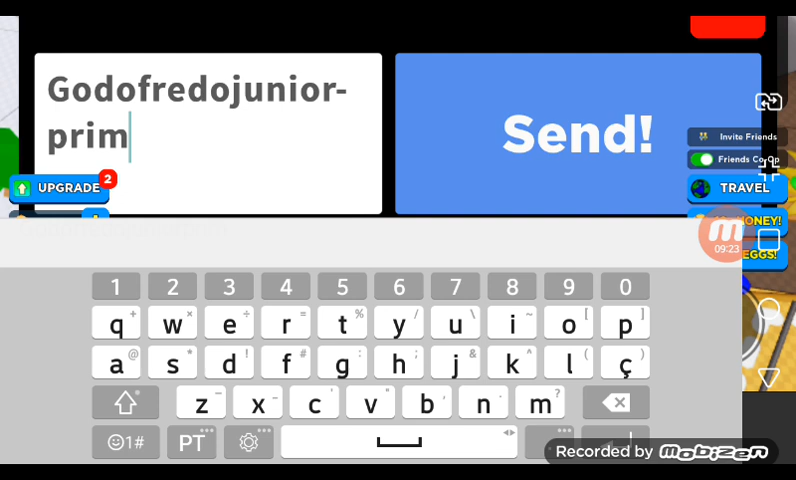 Godofredojunior-
prim
Send!
Invite Friends
Friends Co-Op
UPGRADE
2
TRAVEL
MONEY!
EGGS!
09:23
1 2 3 4 5 6 7 8 9 0
q w e r t y u i o p
+ × ÷ = % / \ ~ [ ]
a s d f g h j k l ç
@ * ! # : ; & ^ ( )
z x c v b n m
- ' " , . ?
☺1# PT
Recorded by mobizen